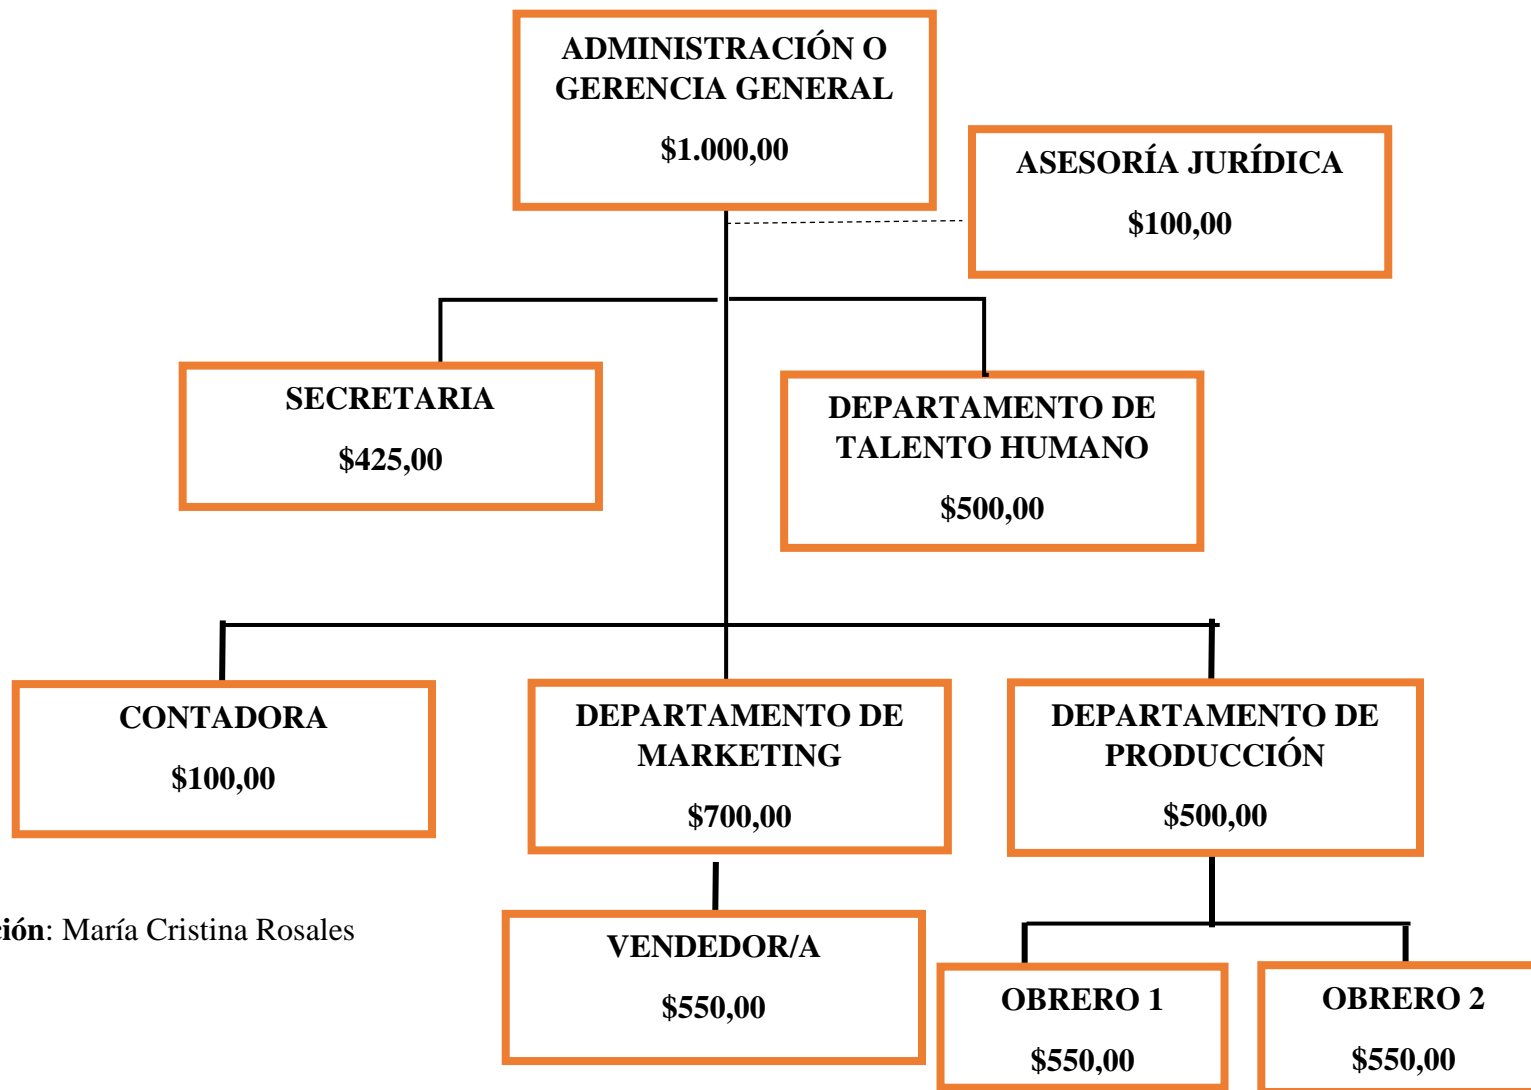 ADMINISTRACIÓN O
GERENCIA GENERAL
$1.000,00
ASESORÍA JURÍDICA
$100,00
SECRETARIA
$425,00
DEPARTAMENTO DE
TALENTO HUMANO
$500,00
CONTADORA
$100,00
DEPARTAMENTO DE
MARKETING
$700,00
DEPARTAMENTO DE
PRODUCCIÓN
$500,00
ción: María Cristina Rosales
VENDEDOR/A
$550,00
OBRERO 1
$550,00
OBRERO 2
$550,00